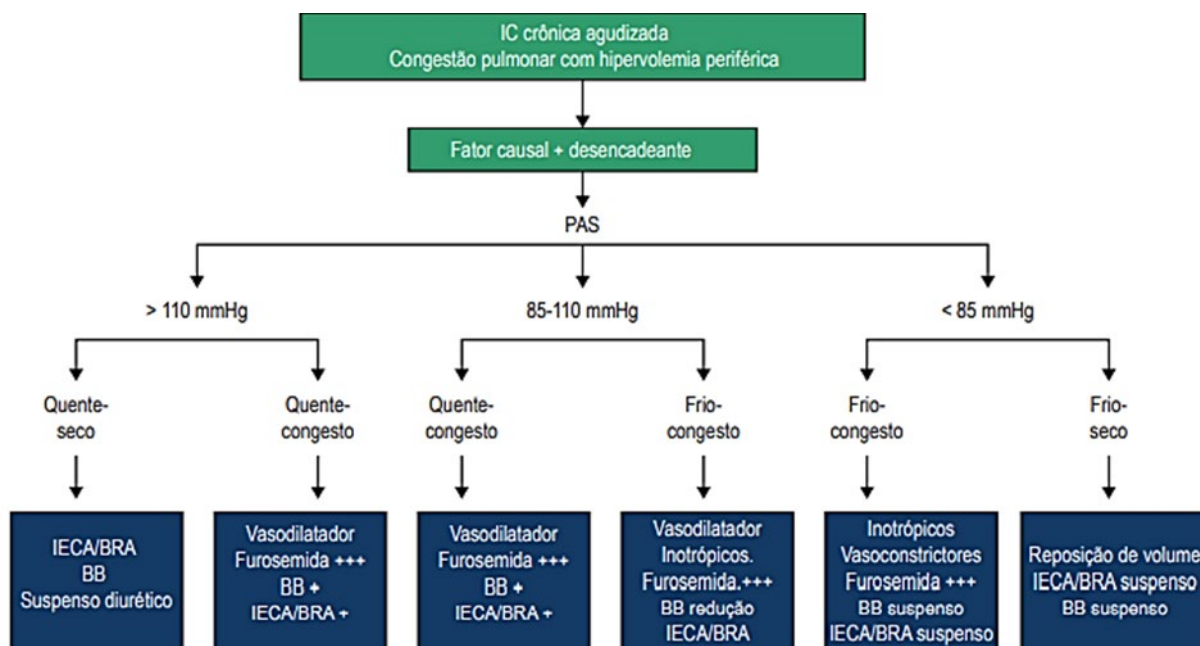 IC crônica agudizada
Congestão pulmonar com hipervolemia periférica
Fator causal + desencadeante
PAS
> 110 mmHg
85-110 mmHg
< 85 mmHg
Quente-
seco
Quente-
congesto
Quente-
congesto
Frio-
congesto
Frio-
congesto
Frio-
seco
IECA/BRA
BB
Suspenso diurético
Vasodilatador
Furosemida +++
BB +
IECA/BRA +
Vasodilatador
Furosemida +++
BB +
IECA/BRA +
Vasodilatador
Inotrópicos.
Furosemida.+++
BB redução
IECA/BRA
Inotrópicos
Vasoconstrictores
Furosemida +++
BB suspenso
IECA/BRA suspenso
Reposição de volume
IECA/BRA suspenso
BB suspenso